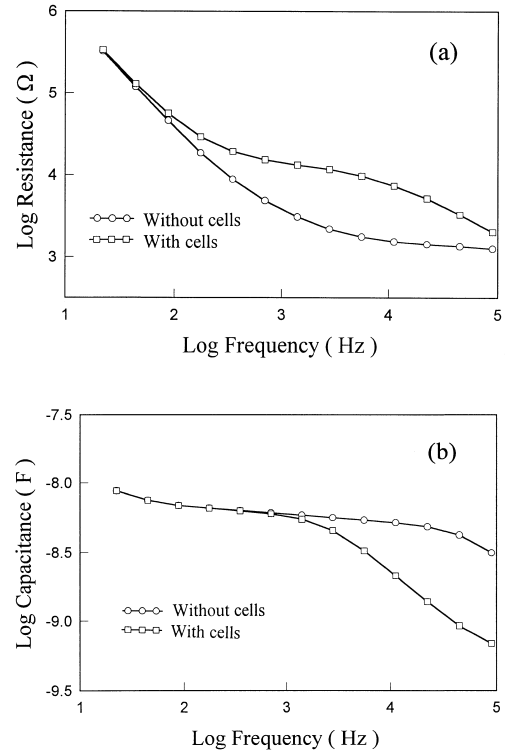 6
(a)
5
Log Resistance ( Ω )
4
Without cells
With cells
3
1 2 3 4 5
Log Frequency ( Hz )
-7.5
(b)
-8.0
Log Capacitance ( F )
-8.5
Without cells
-9.0
With cells
-9.5
1 2 3 4 5
Log Frequency ( Hz )